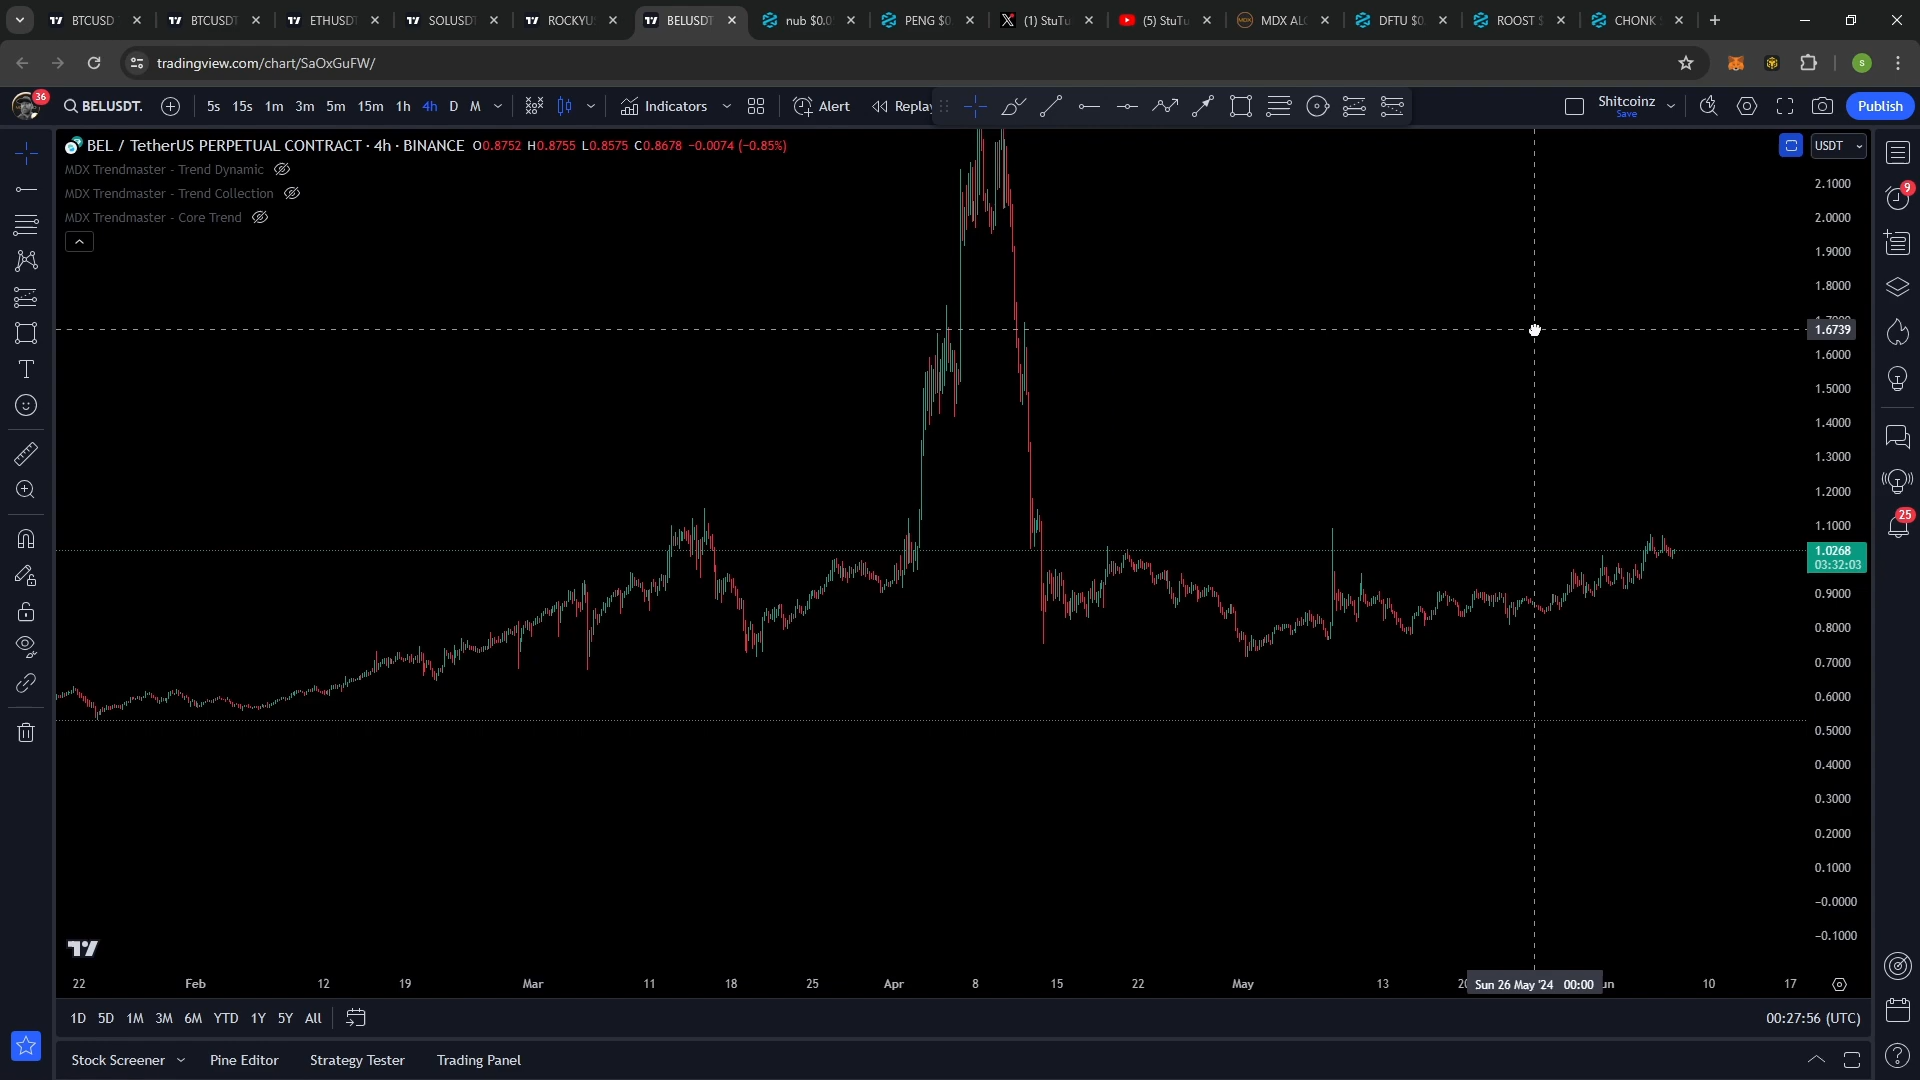 BTCUSD
BTCUSDT
ETHUSDT
SOLUSDT
ROCKYU
BELUSDT
nub $0.0
PENG $0
(1) StuTu
(5) StuTu
MDX ALG
DFTU $0.
ROOST $
CHONK
tradingview.com/chart/SaOxGuFW/
S
36
BELUSDT.
5s 15s 1m 3m 5m 15m 1h 4h D M
Indicators
Alert
Replay
Shitcoinz
Save
Publish
BEL / TetherUS PERPETUAL CONTRACT · 4h · BINANCE O0.8752 H0.8755 L0.8575 C0.8678 −0.0074 (−0.85%)
USDT
MDX Trendmaster - Trend Dynamic
MDX Trendmaster - Trend Collection
MDX Trendmaster - Core Trend
2.1000
2.0000
1.9000
1.8000
1.6739
1.6000
1.5000
1.4000
1.3000
1.2000
1.1000
1.0268
03:32:03
0.9000
0.8000
0.7000
0.6000
0.5000
0.4000
0.3000
0.2000
0.1000
−0.0000
−0.1000
9
25
22 Feb 12 19 Mar 11 18 25 Apr 8 15 22 May 13 Sun 26 May '24 00:00 10 17
1D 5D 1M 3M 6M YTD 1Y 5Y All
00:27:56 (UTC)
Stock Screener
Pine Editor
Strategy Tester
Trading Panel